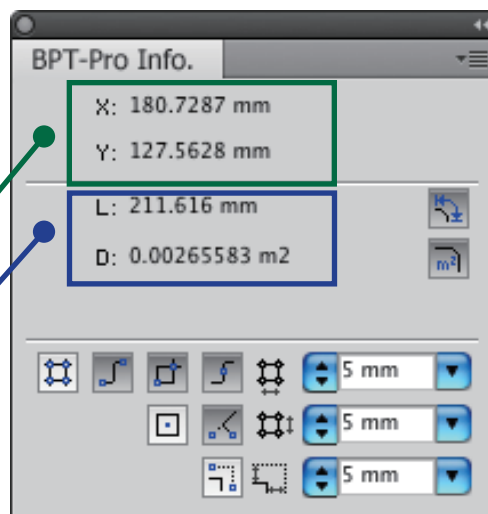 BPT-Pro Info.
X: 180.7287 mm
Y: 127.5628 mm
L: 211.616 mm
D: 0.00265583 m2
m²
5 mm
5 mm
5 mm